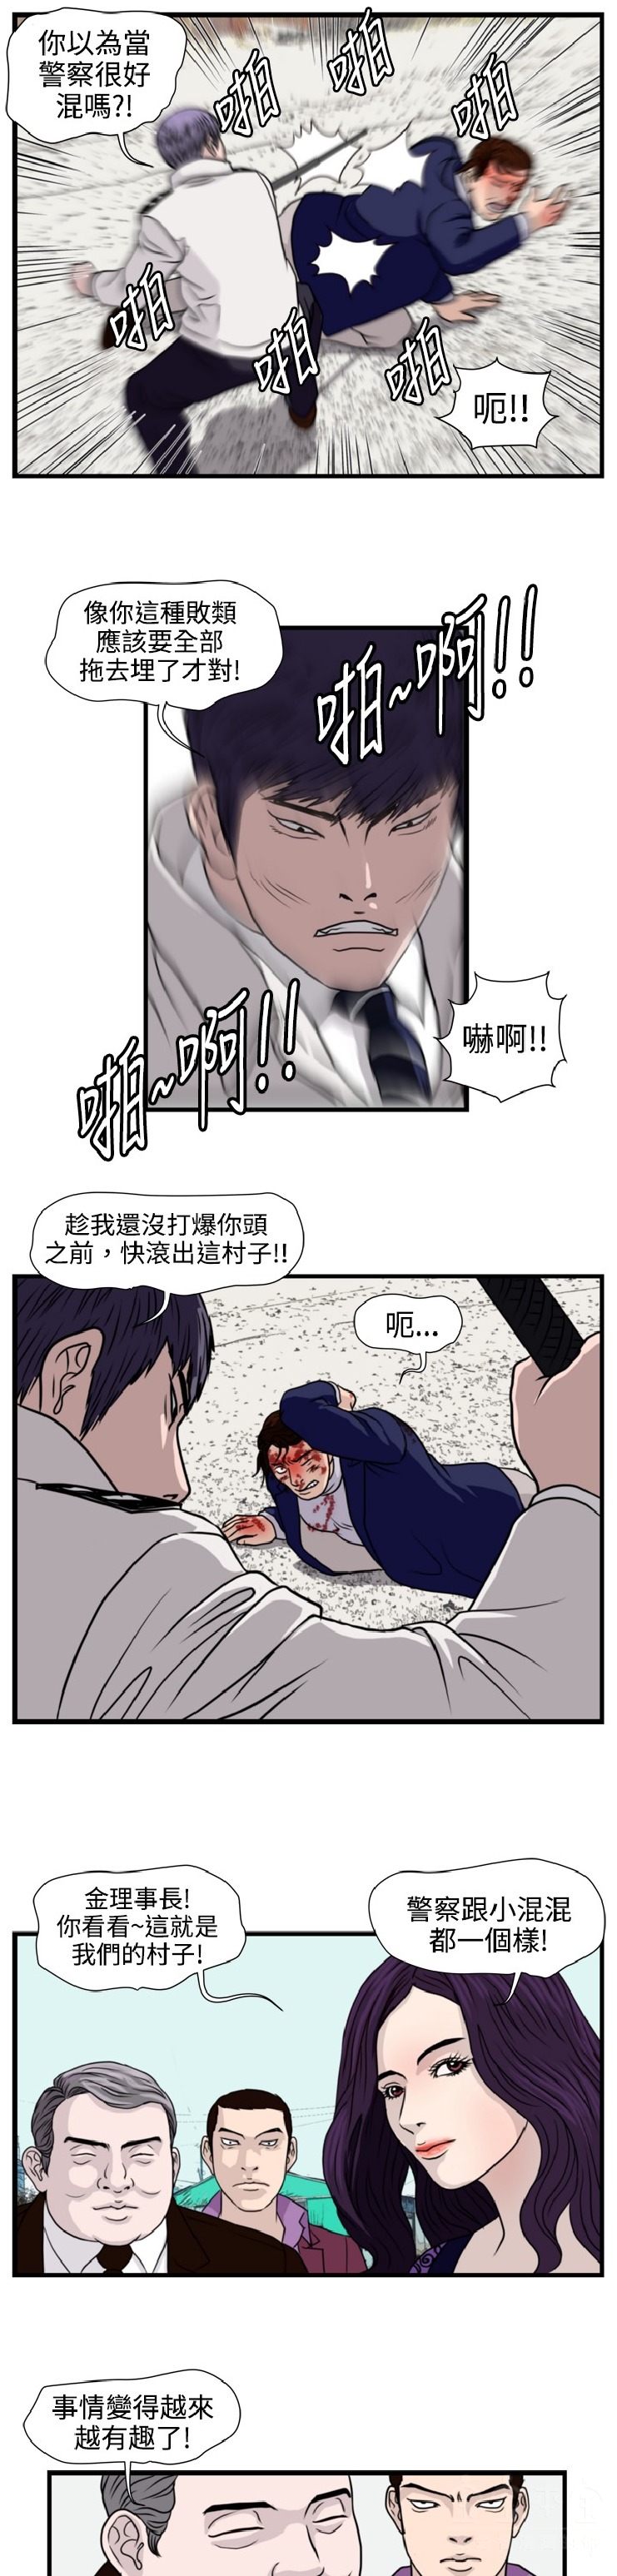 你以為當
警察很好
混嗎?!
啪
啪
啪
啪
啪
啪
呃!!
像你這種敗類
應該要全部
拖去埋了才對!
啪~啊!!
嚇啊!!
啪~啊!!
趁我還沒打爆你頭
之前，快滾出這村子!!
呃...
金理事長!
你看看~這就是
我們的村子!
警察跟小混混
都一個樣!
事情變得越來
越有趣了!